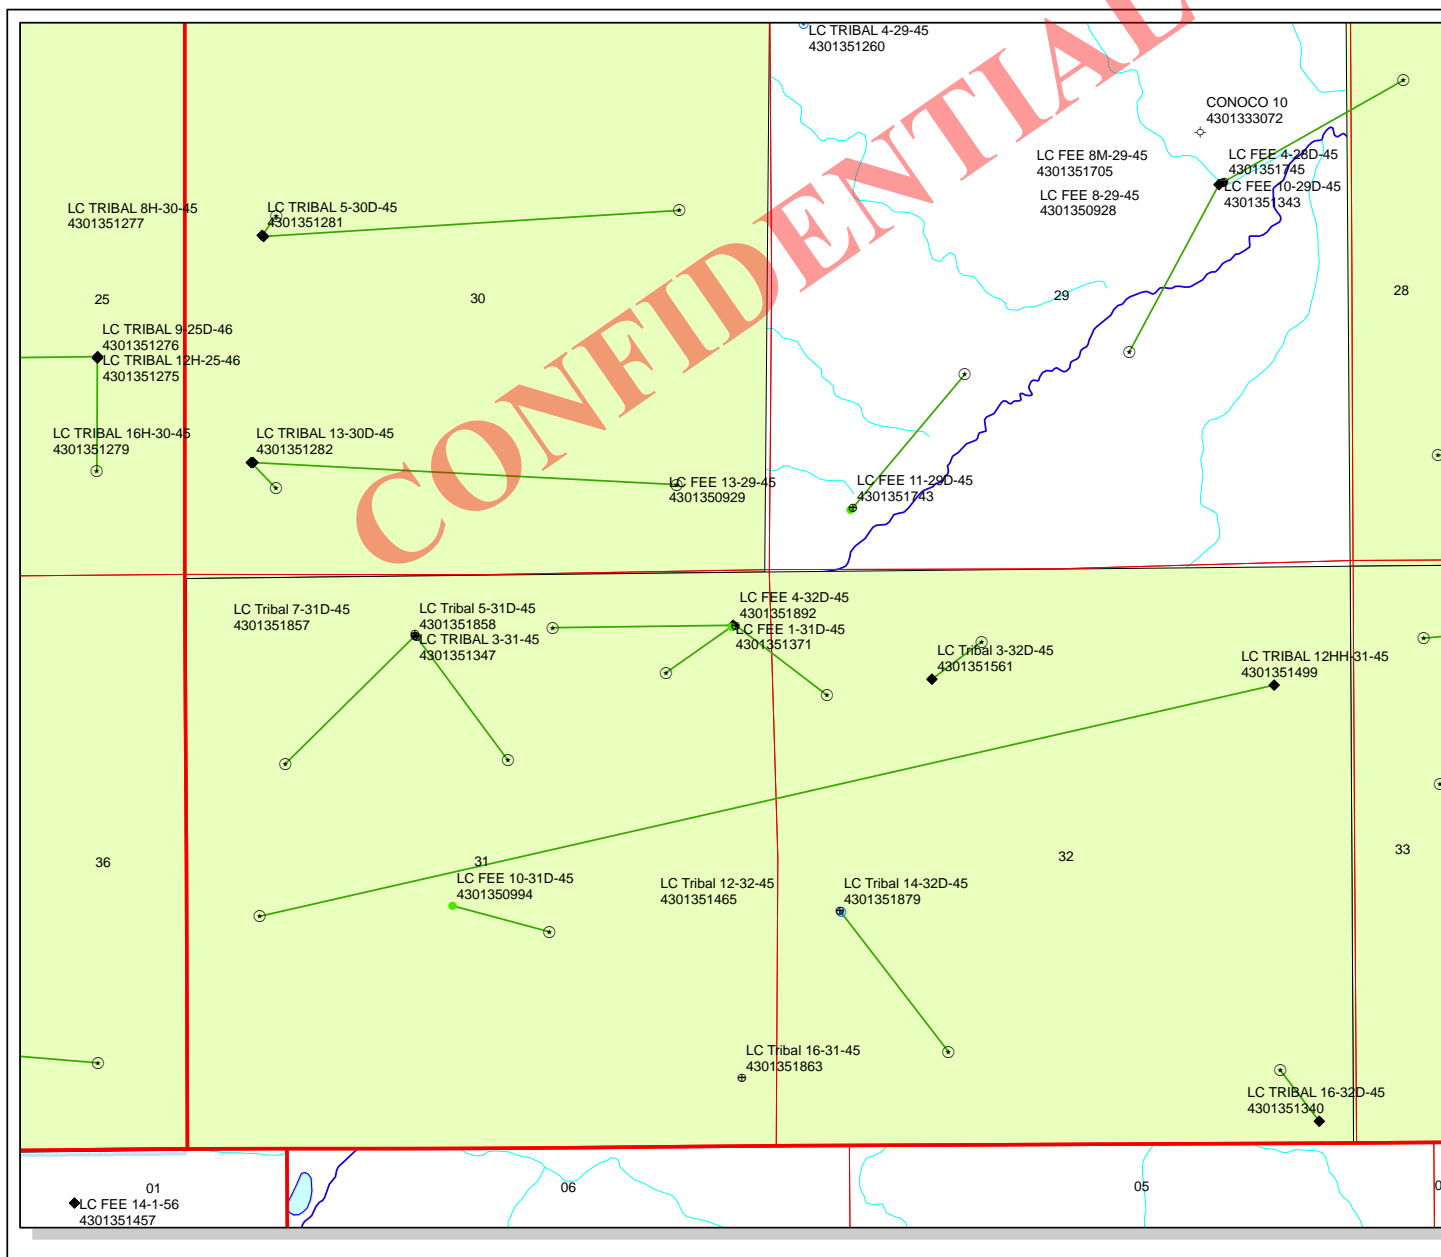 LC TRIBAL 4-29-45
4301351260
CONFIDENTIAL
CONOCO 10
4301333072
LC FEE 8M-29-45
4301351705
LC FEE 4-28D-45
4301351745
LC FEE 8-29-45
4301350928
LC FEE 10-29D-45
4301351343
LC TRIBAL 8H-30-45
4301351277
LC TRIBAL 5-30D-45
4301351281
25
30
29
28
LC TRIBAL 9-25D-46
4301351276
LC TRIBAL 12H-25-46
4301351275
LC TRIBAL 16H-30-45
4301351279
LC TRIBAL 13-30D-45
4301351282
LC FEE 13-29-45
4301350929
LC FEE 11-29D-45
4301351743
LC Tribal 7-31D-45
4301351857
LC Tribal 5-31D-45
4301351858
LC TRIBAL 3-31-45
4301351347
LC FEE 4-32D-45
4301351892
LC FEE 1-31D-45
4301351371
LC Tribal 3-32D-45
4301351561
LC TRIBAL 12HH-31-45
4301351499
36
31
32
33
LC FEE 10-31D-45
4301350994
LC Tribal 12-32-45
4301351465
LC Tribal 14-32D-45
4301351879
LC Tribal 16-31-45
4301351863
LC TRIBAL 16-32D-45
4301351340
01
06
05
0
LC FEE 14-1-56
4301351457